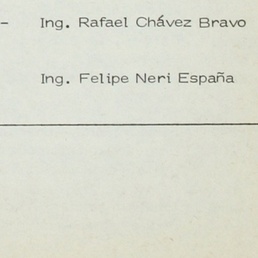 - Ing. Rafael Chávez Bravo
Ing. Felipe Neri España